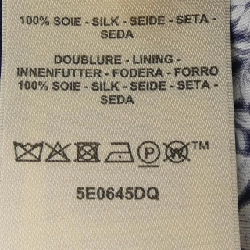 100% SOIE - SILK - SEIDE - SETA -
SEDA
DOUBLURE - LINING -
INNENFUTTER - FODERA - FORRO
100% SOIE - SILK - SEIDE - SETA -
SEDA
P W TM
5E0645DQ